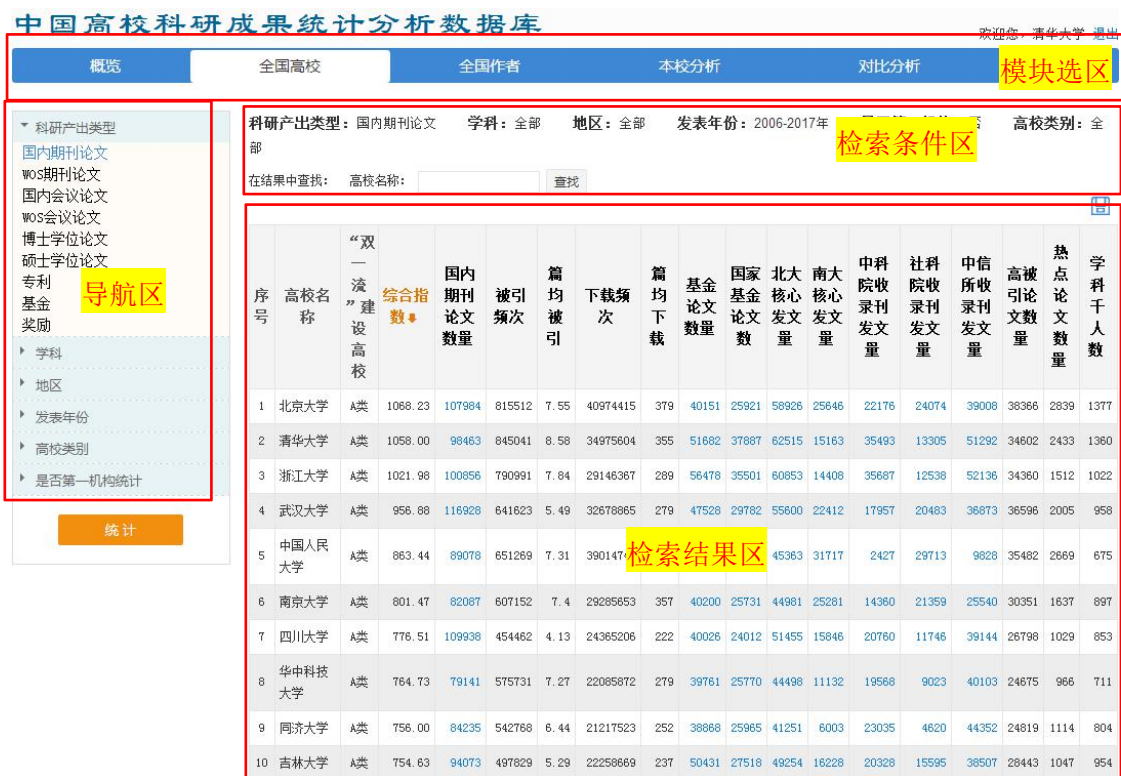 中国高校科研成果统计分析数据库
欢迎您, 清华大学 退出
概览 全国高校 全国作者 本校分析 对比分析 模块选区
科研产出类型
国内期刊论文
WOS期刊论文
国内会议论文
WOS会议论文
博士学位论文
硕士学位论文
专利
基金
奖励
导航区
学科
地区
发表年份
高校类别
是否第一机构统计
统计
科研产出类型：国内期刊论文 学科：全部 地区：全部 发表年份：2006-2017年 高校类别：全
部
检索条件区
在结果中查找： 高校名称： 查找
序号 高校名称 “双一流”建设高校 综合指数 国内期刊论文数量 被引频次 篇均被引 下载频次 篇均下载 基金论文数量 国家基金论文数 北大核心发文量 南大核心发文量 中科院收录刊发文量 社科院收录刊发文量 中信所收录刊发文量 高被引论文数量 热点论文数量 学科千人数
1 北京大学 A类 1068.23 107984 815512 7.55 40974415 379 40151 25921 58926 25646 22176 24074 39008 38366 2839 1377
2 清华大学 A类 1058.00 98463 845041 8.58 34975604 355 51682 37887 62515 15163 35493 13305 51292 34602 2433 1360
3 浙江大学 A类 1021.98 100856 790991 7.84 29146367 289 56478 35501 60853 14408 35687 12538 52136 34360 1512 1022
4 武汉大学 A类 956.88 116928 641623 5.49 32678865 279 47528 29782 55600 22412 17957 20483 36873 36596 2005 958
5 中国人民大学 A类 863.44 89078 651269 7.31 45363 31717 2427 29713 9828 35482 2669 675
检索结果区
6 南京大学 A类 801.47 82087 607152 7.4 29285653 357 40200 25731 44981 25281 14360 21359 25540 30351 1637 897
7 四川大学 A类 776.51 109938 454462 4.13 24365206 222 40026 24012 51455 15846 20760 11746 39144 26798 1029 853
8 华中科技大学 A类 764.73 79141 575731 7.27 22085872 279 39761 25770 44498 11132 19568 9023 40103 24675 966 711
9 同济大学 A类 756.00 84235 542768 6.44 21217523 252 38868 25965 41251 6003 23035 4620 44352 24819 1114 804
10 吉林大学 A类 754.63 94073 497829 5.29 22258669 237 50431 27518 49254 16228 20328 15595 38507 28443 1047 954